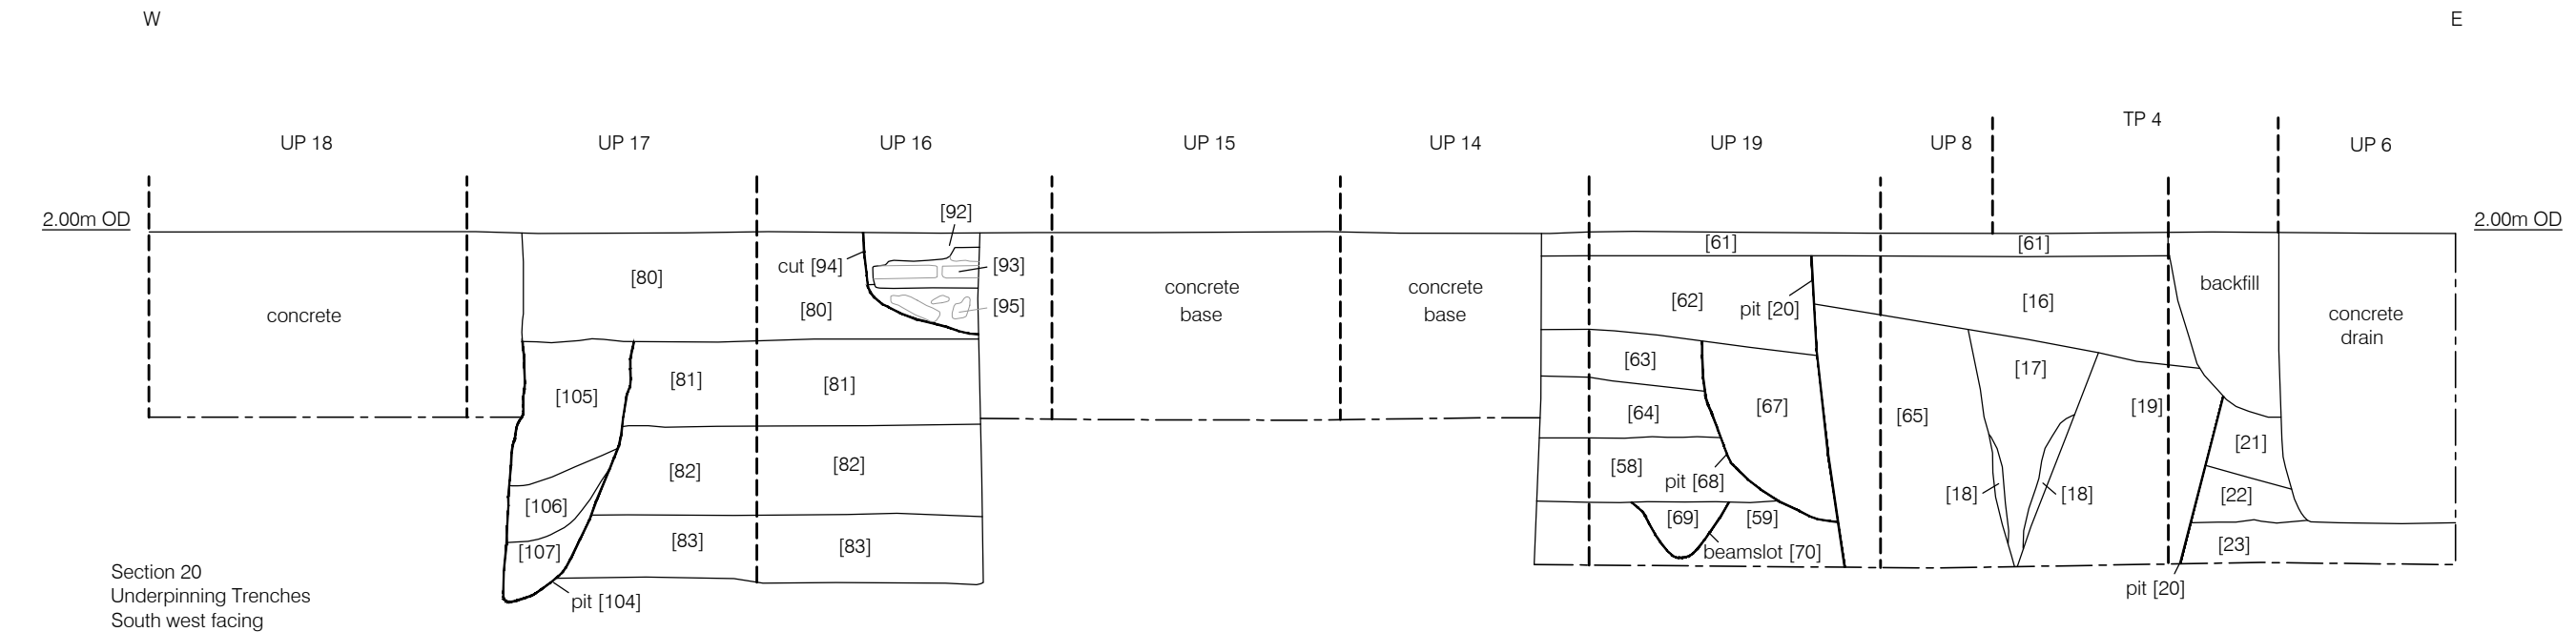 W
E
TP 4
UP 18
UP 17
UP 16
UP 15
UP 14
UP 19
UP 8
UP 6
2.00m OD
[92]
2.00m OD
[61]
[61]
cut [94]
[93]
[80]
backfill
concrete
base
concrete
base
[62]
[16]
pit [20]
[80]
[95]
concrete
concrete
drain
[63]
[17]
[81]
[81]
[105]
[64]
[67]
[65]
[19]
[21]
[82]
[82]
[58]
pit [68]
[18]
[18]
[22]
[106]
[69]
[59]
[83]
[83]
[107]
beamslot [70]
[23]
pit [104]
pit [20]
Section 20
Underpinning Trenches
South west facing